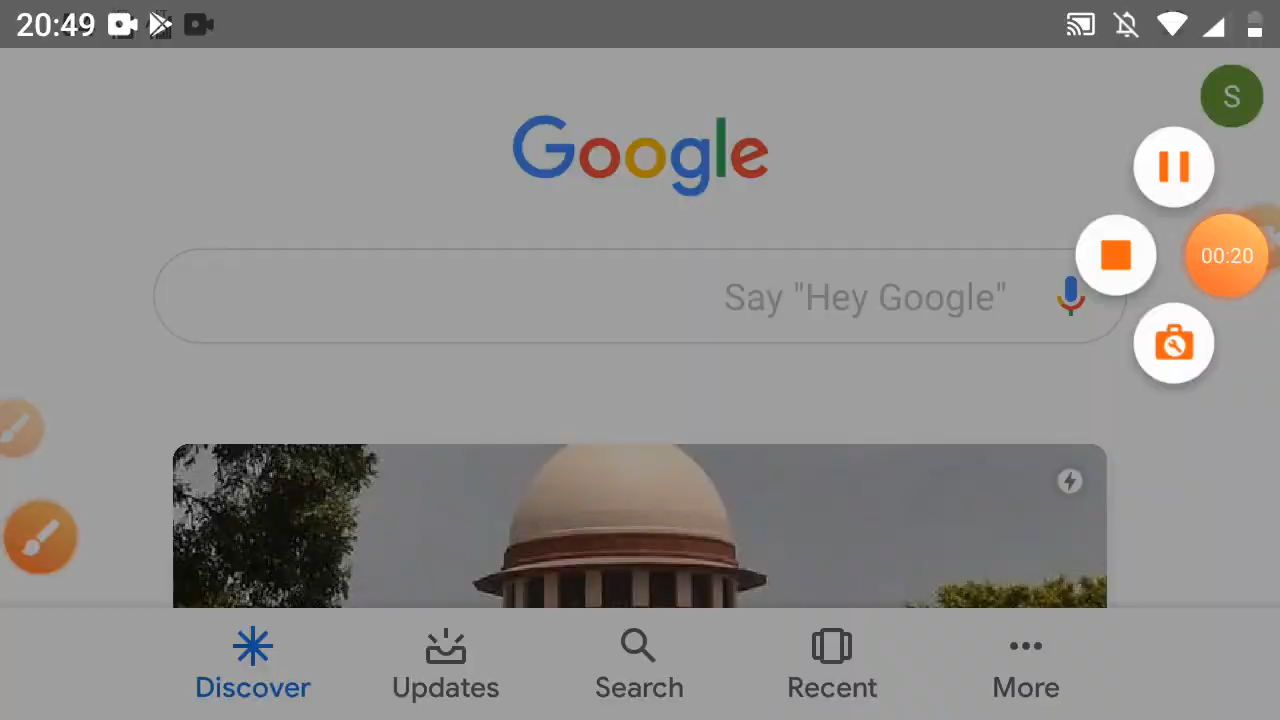 20:49
S
Google
Say "Hey Google"
00:20
Discover
Updates
Search
Recent
More